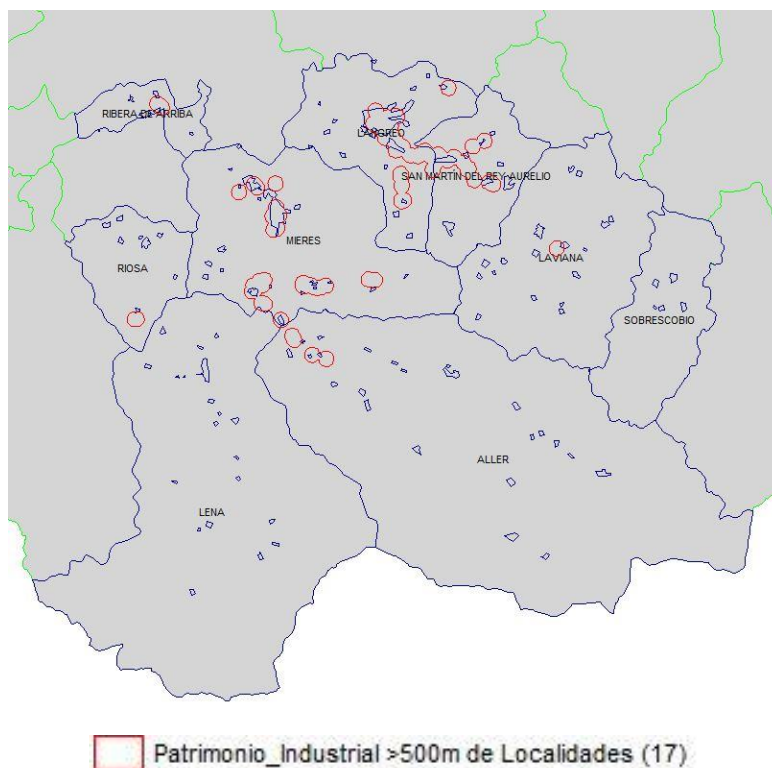 RIBERA DE ARRIBA
LANGREO
SAN MARTIN DEL REY AURELIO
MIERES
LAVIANA
RIOSA
SOBRESCOBIO
ALLER
LENA
Patrimonio_Industrial >500m de Localidades (17)